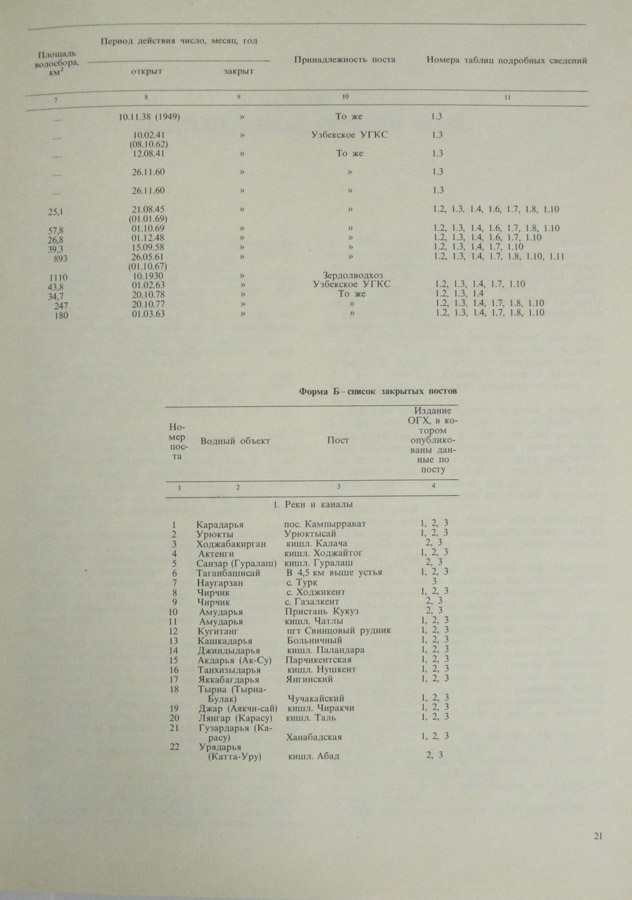 Площадь водосбора, км² Период действия число, месяц, год Принадлежность поста Номера таблиц подробных сведений
открыт закрыт
7 8 9 10 11
— 10.11.38 (1949) » То же 1.3
— 10.02.41 » Узбекское УГКС 1.3
(08.10.62)
— 12.08.41 » То же 1.3
— 26.11.60 » » 1.3
— 26.11.60 » » 1.3
25,1 21.08.45 » » 1.2, 1.3, 1.4, 1.6, 1.7, 1.8, 1.10
(01.01.69)
57,8 01.10.69 » » 1.2, 1.3, 1.4, 1.6, 1.7, 1.8, 1.10
26,8 01.12.48 » » 1.2, 1.3, 1.4, 1.6, 1.7, 1.10
39,3 15.09.58 » » 1.2, 1.3, 1.4, 1.7, 1.10
893 26.05.61 » » 1.2, 1.3, 1.4, 1.7, 1.8, 1.10, 1.11
(01.10.67)
1110 10.1930 » Зердолводхоз
43,8 01.02.63 » Узбекское УГКС 1.2, 1.3, 1.4, 1.7, 1.10
34,7 20.10.78 » То же 1.2, 1.3, 1.4
247 20.10.77 » » 1.2, 1.3, 1.4, 1.7, 1.8, 1.10
180 01.03.63 » » 1.2, 1.3, 1.4, 1.7, 1.8, 1.10
Форма Б – список закрытых постов
Но-
мер
пос-
та
Водный объект
Пост
Издание
ОГХ, в ко-
тором
опублико-
ваны дан-
ные по
посту
1 2 3 4
1. Реки и каналы
1 Карадарья пос. Кампыррават 1, 2, 3
2 Урюкты Урюктысай 1, 2, 3
3 Ходжабакирган кишл. Калача 2, 3
4 Актенги кишл. Ходжайтог 1, 2, 3
5 Санзар (Гуралаш) кишл. Гуралаш 2, 3
6 Таганбашисай В 4,5 км выше устья 1, 2, 3
7 Наугарзан с. Турк 3
8 Чирчик с. Ходжикент 1, 2, 3
9 Чирчик с. Газалкент 2, 3
10 Амударья Пристань Кукуз 2, 3
11 Амударья кишл. Чатлы 1, 2, 3
12 Кугитанг пгт Свинцовый рудник 1, 2, 3
13 Кашкадарья Больничный 1, 2, 3
14 Джиндыдарья кишл. Паландара 1, 2, 3
15 Акдарья (Ак-Су) Парчикентская 1, 2, 3
16 Танхизыдарья кишл. Нушкент 1, 2, 3
17 Яккабагдарья Янгинский 1, 2, 3
18 Тырна (Тырна-
Булак) Чучакайский 1, 2, 3
19 Джар (Аякчи-сай) кишл. Чиракчи 1, 2, 3
20 Лянгар (Карасу) кишл. Таль 1, 2, 3
21 Гузардарья (Ка-
расу) Ханабадская 1, 2, 3
22 Урядарья
(Катта-Уру) кишл. Абад 2, 3
21